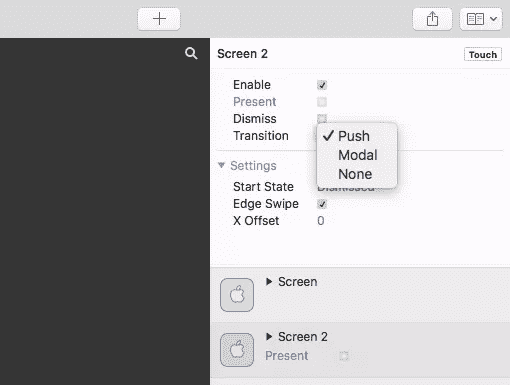 Screen 2 Touch
Enable
Present
Dismiss
Transition
✓ Push
Modal
None
Settings
Start State Dismissed
Edge Swipe
X Offset 0
Screen
Screen 2
Present